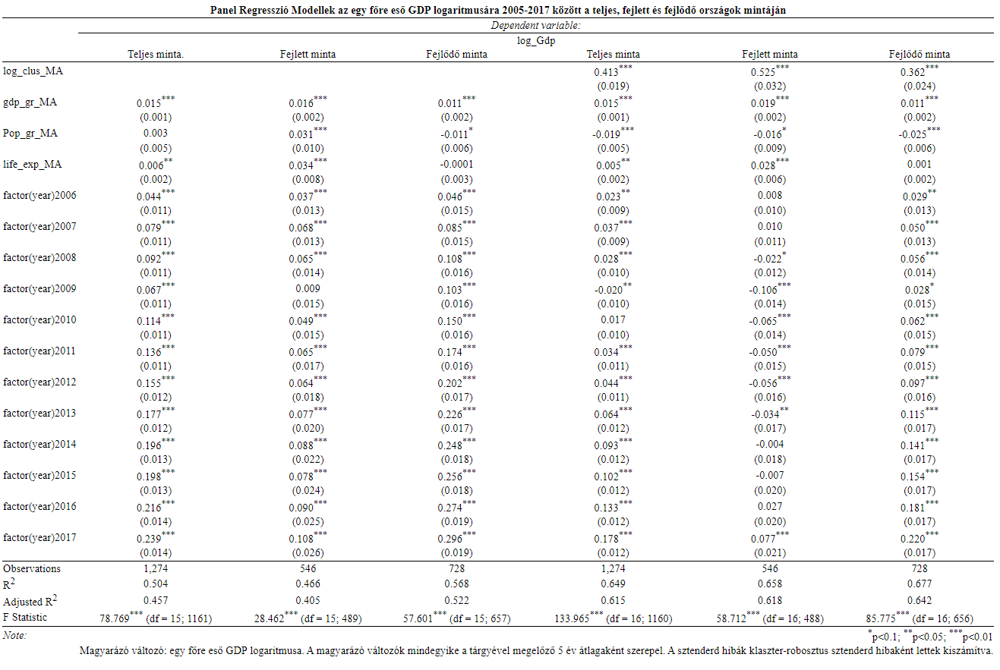 Panel Regresszió Modellek az egy főre eső GDP logaritmusára 2005-2017 között a teljes, fejlett és fejlődő országok mintáján
Dependent variable:
log_Gdp
Teljes minta. Fejlett minta Fejlődő minta Teljes minta Fejlett minta Fejlődő minta
log_clus_MA 0.413*** 0.525*** 0.362***
(0.019) (0.032) (0.024)
gdp_gr_MA 0.015*** 0.016*** 0.011*** 0.015*** 0.019*** 0.011***
(0.001) (0.002) (0.002) (0.001) (0.002) (0.002)
Pop_gr_MA 0.003 0.031*** -0.011* -0.019*** -0.016* -0.025***
(0.005) (0.010) (0.006) (0.005) (0.009) (0.006)
life_exp_MA 0.006** 0.034*** -0.0001 0.005** 0.028*** 0.001
(0.002) (0.008) (0.003) (0.002) (0.006) (0.002)
factor(year)2006 0.044*** 0.037*** 0.046*** 0.023** 0.008 0.029**
(0.011) (0.013) (0.015) (0.009) (0.010) (0.013)
factor(year)2007 0.079*** 0.068*** 0.085*** 0.037*** 0.010 0.050***
(0.011) (0.013) (0.015) (0.009) (0.011) (0.013)
factor(year)2008 0.092*** 0.065*** 0.108*** 0.028*** -0.022* 0.056***
(0.011) (0.014) (0.016) (0.010) (0.012) (0.014)
factor(year)2009 0.067*** 0.009 0.103*** -0.020** -0.106*** 0.028*
(0.011) (0.015) (0.016) (0.010) (0.014) (0.015)
factor(year)2010 0.114*** 0.049*** 0.150*** 0.017 -0.065*** 0.062***
(0.011) (0.015) (0.016) (0.010) (0.014) (0.015)
factor(year)2011 0.136*** 0.065*** 0.174*** 0.034*** -0.050*** 0.079***
(0.011) (0.017) (0.016) (0.011) (0.015) (0.015)
factor(year)2012 0.155*** 0.064*** 0.202*** 0.044*** -0.056*** 0.097***
(0.012) (0.018) (0.017) (0.011) (0.016) (0.016)
factor(year)2013 0.177*** 0.077*** 0.226*** 0.064*** -0.034** 0.115***
(0.012) (0.020) (0.017) (0.012) (0.017) (0.017)
factor(year)2014 0.196*** 0.088*** 0.248*** 0.093*** -0.004 0.141***
(0.013) (0.022) (0.018) (0.012) (0.018) (0.017)
factor(year)2015 0.198*** 0.078*** 0.256*** 0.102*** -0.007 0.154***
(0.013) (0.024) (0.018) (0.012) (0.020) (0.017)
factor(year)2016 0.216*** 0.090*** 0.274*** 0.133*** 0.027 0.181***
(0.014) (0.025) (0.019) (0.012) (0.020) (0.017)
factor(year)2017 0.239*** 0.108*** 0.296*** 0.178*** 0.077*** 0.220***
(0.014) (0.026) (0.019) (0.012) (0.021) (0.017)
Observations 1,274 546 728 1,274 546 728
R2 0.504 0.466 0.568 0.649 0.658 0.677
Adjusted R2 0.457 0.405 0.522 0.615 0.618 0.642
F Statistic 78.769*** (df = 15; 1161) 28.462*** (df = 15; 489) 57.601*** (df = 15; 657) 133.965*** (df = 16; 1160) 58.712*** (df = 16; 488) 85.775*** (df = 16; 656)
Note: *p<0.1; **p<0.05; ***p<0.01
Magyarázó változó: egy főre eső GDP logaritmusa. A magyarázó változók mindegyike a tárgyével megelőző 5 év átlagaként szerepel. A sztenderd hibák klaszter-robosztus sztenderd hibaként lettek kiszámítva.